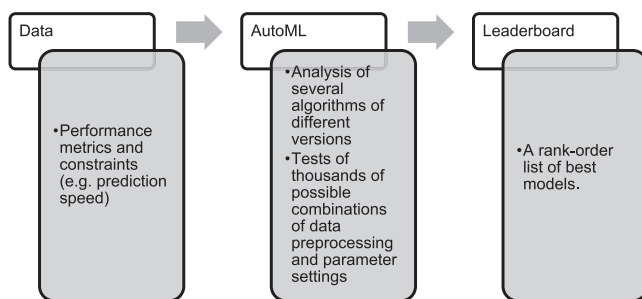 Data
AutoML
Leaderboard
•Performance
metrics and
constraints
(e.g. prediction
speed)
•Analysis of
several
algorithms of
different
versions
•Tests of
thousands of
possible
combinations
of data
preprocessing
and parameter
settings
•A rank-order
list of best
models.